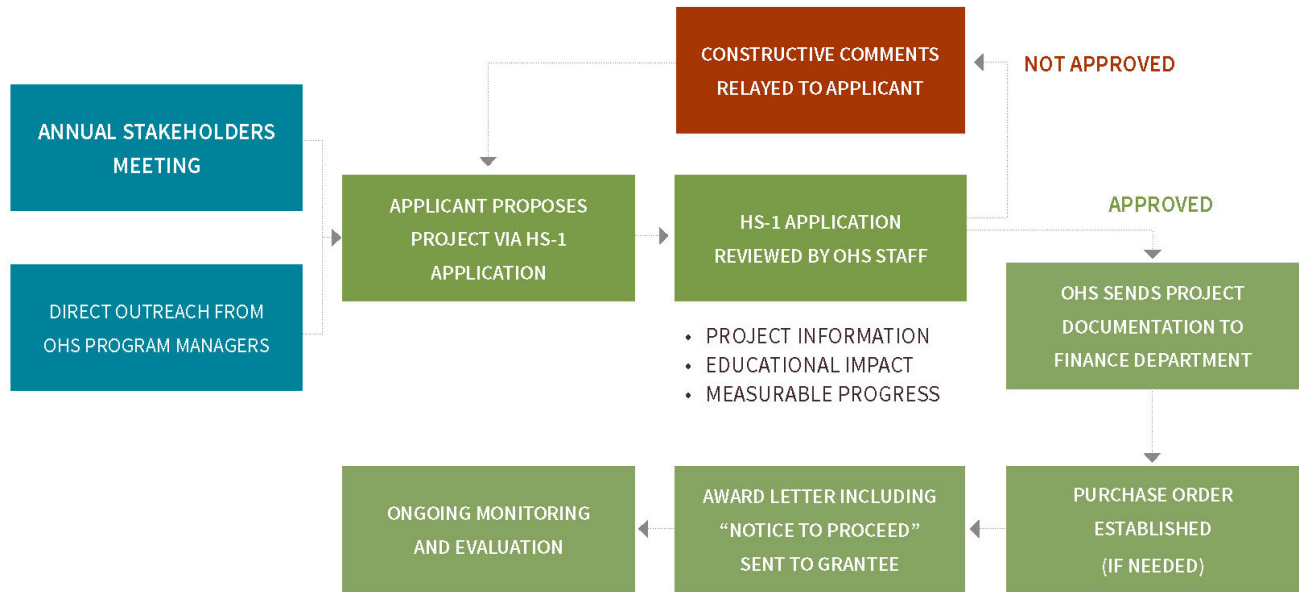 CONSTRUCTIVE COMMENTS
RELAYED TO APPLICANT
NOT APPROVED
ANNUAL STAKEHOLDERS
MEETING
DIRECT OUTREACH FROM
OHS PROGRAM MANAGERS
APPLICANT PROPOSES
PROJECT VIA HS-1
APPLICATION
HS-1 APPLICATION
REVIEWED BY OHS STAFF
• PROJECT INFORMATION
• EDUCATIONAL IMPACT
• MEASURABLE PROGRESS
APPROVED
OHS SENDS PROJECT
DOCUMENTATION TO
FINANCE DEPARTMENT
PURCHASE ORDER
ESTABLISHED
(IF NEEDED)
AWARD LETTER INCLUDING
“NOTICE TO PROCEED”
SENT TO GRANTEE
ONGOING MONITORING
AND EVALUATION